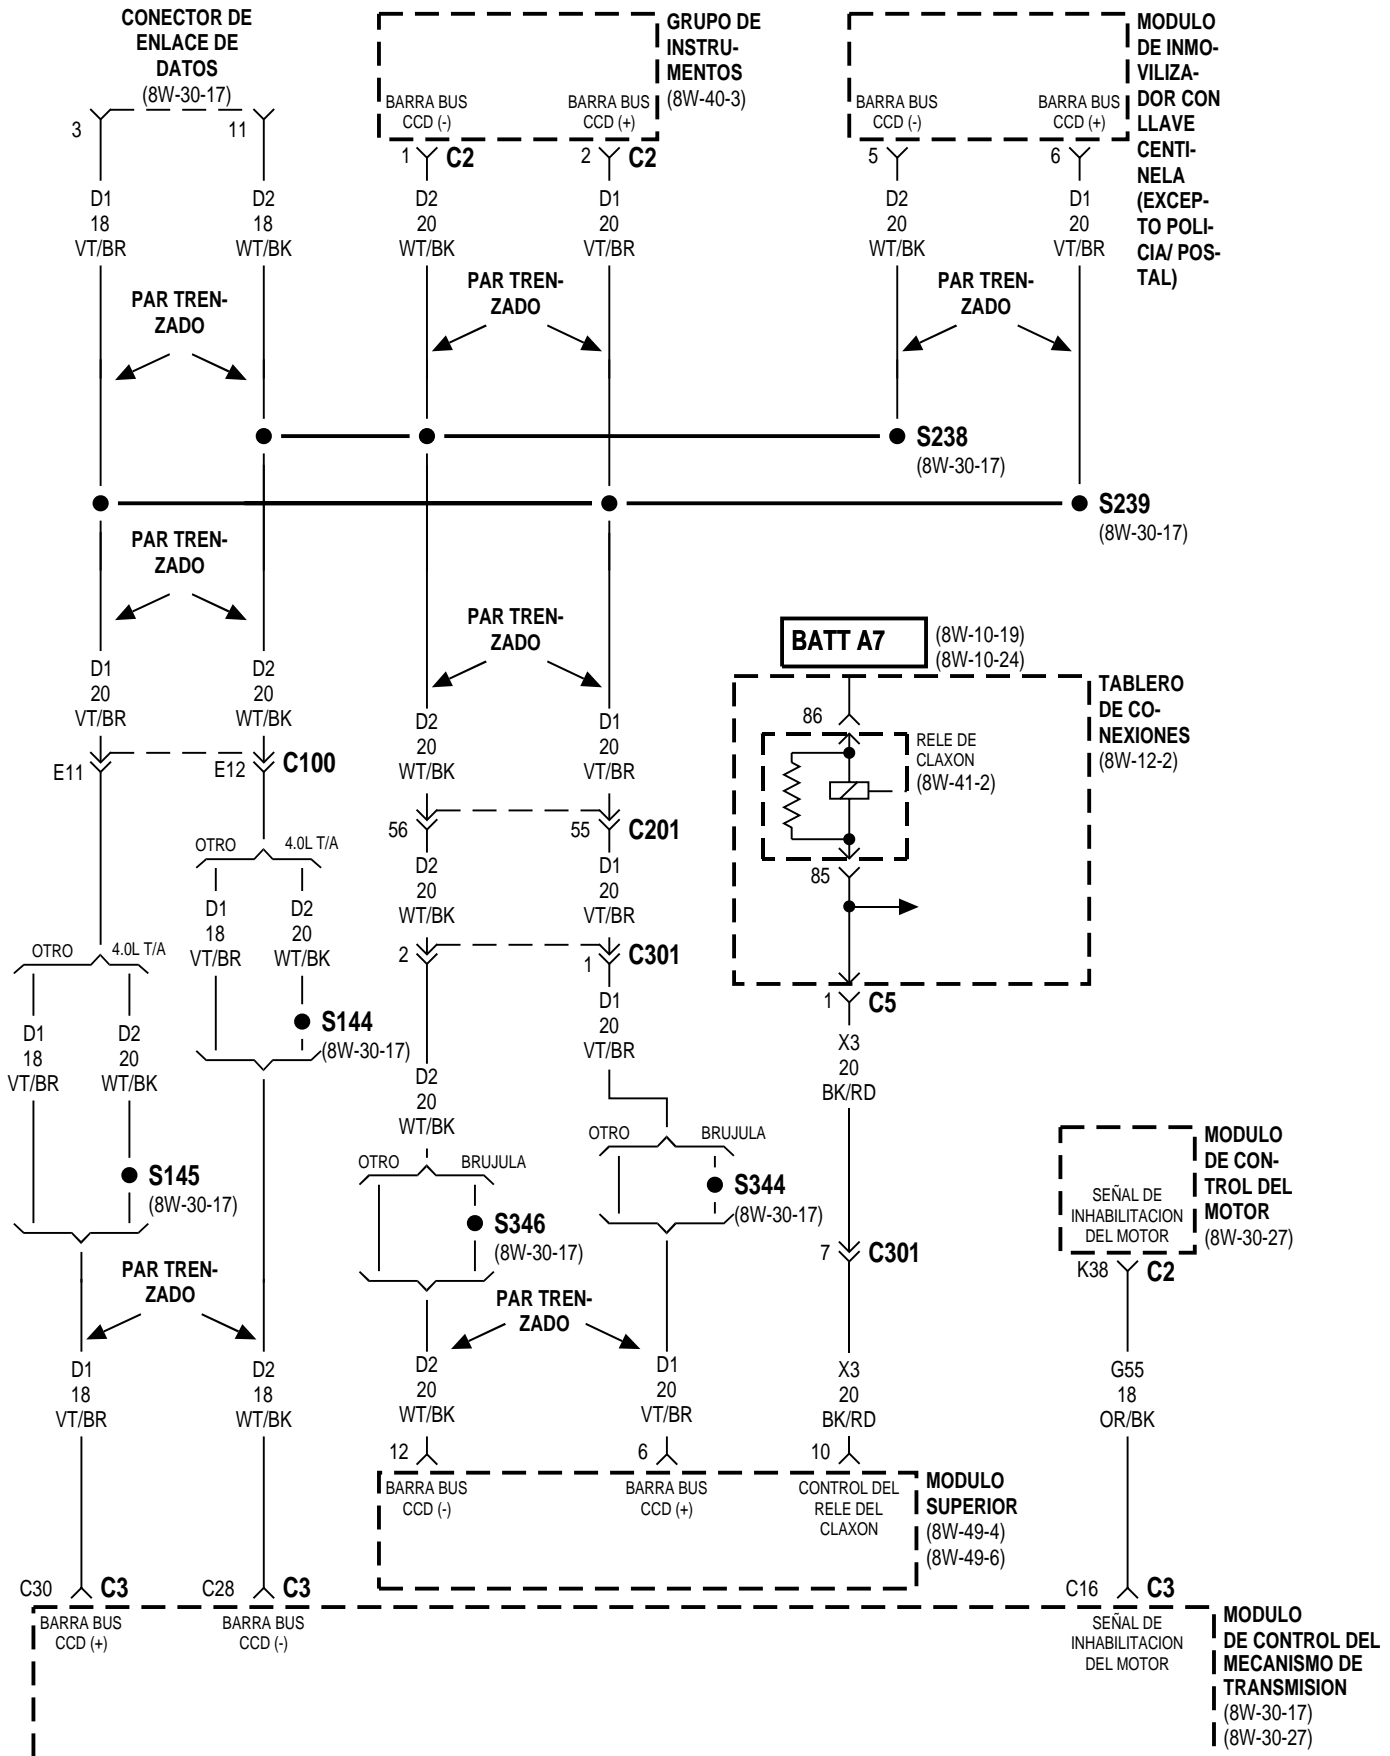 CONECTOR DE
ENLACE DE
DATOS
(8W-30-17)
3
11
D1
18
VT/BR
D2
18
WT/BK
GRUPO DE
INSTRU-
MENTOS
(8W-40-3)
BARRA BUS
CCD (-)
BARRA BUS
CCD (+)
1
C2
2
C2
D2
20
WT/BK
D1
20
VT/BR
MODULO
DE INMO-
VILIZA-
DOR CON
LLAVE
CENTI-
NELA
(EXCEP-
TO POLI-
CIA/ POS-
TAL)
BARRA BUS
CCD (-)
BARRA BUS
CCD (+)
5
6
D2
20
WT/BK
D1
20
VT/BR
PAR TREN-
ZADO
PAR TREN-
ZADO
PAR TREN-
ZADO
S238
(8W-30-17)
S239
(8W-30-17)
PAR TREN-
ZADO
PAR TREN-
ZADO
D1
20
VT/BR
D2
20
WT/BK
E11
E12
C100
D2
20
WT/BK
D1
20
VT/BR
56
55
C201
D2
20
WT/BK
D1
20
VT/BR
2
1
C301
BATT A7
(8W-10-19)
(8W-10-24)
TABLERO
DE CO-
NEXIONES
(8W-12-2)
86
RELE DE
CLAXON
(8W-41-2)
85
1
C5
X3
20
BK/RD
OTRO
4.0L T/A
D1
18
VT/BR
D2
20
WT/BK
S144
(8W-30-17)
OTRO
4.0L T/A
D1
18
VT/BR
D2
20
WT/BK
S145
(8W-30-17)
D1
20
VT/BR
D2
20
WT/BK
OTRO
BRUJULA
S346
(8W-30-17)
OTRO
BRUJULA
S344
(8W-30-17)
7
C301
MODULO
DE CON-
TROL DEL
MOTOR
(8W-30-27)
SEÑAL DE
INHABILITACION
DEL MOTOR
K38
C2
PAR TREN-
ZADO
PAR TREN-
ZADO
D1
18
VT/BR
D2
18
WT/BK
D2
20
WT/BK
D1
20
VT/BR
X3
20
BK/RD
G55
18
OR/BK
12
6
10
BARRA BUS
CCD (-)
BARRA BUS
CCD (+)
CONTROL DEL
RELE DEL
CLAXON
MODULO
SUPERIOR
(8W-49-4)
(8W-49-6)
C30
C3
C28
C3
C16
C3
BARRA BUS
CCD (+)
BARRA BUS
CCD (-)
SEÑAL DE
INHABILITACION
DEL MOTOR
MODULO
DE CONTROL DEL
MECANISMO DE
TRANSMISION
(8W-30-17)
(8W-30-27)